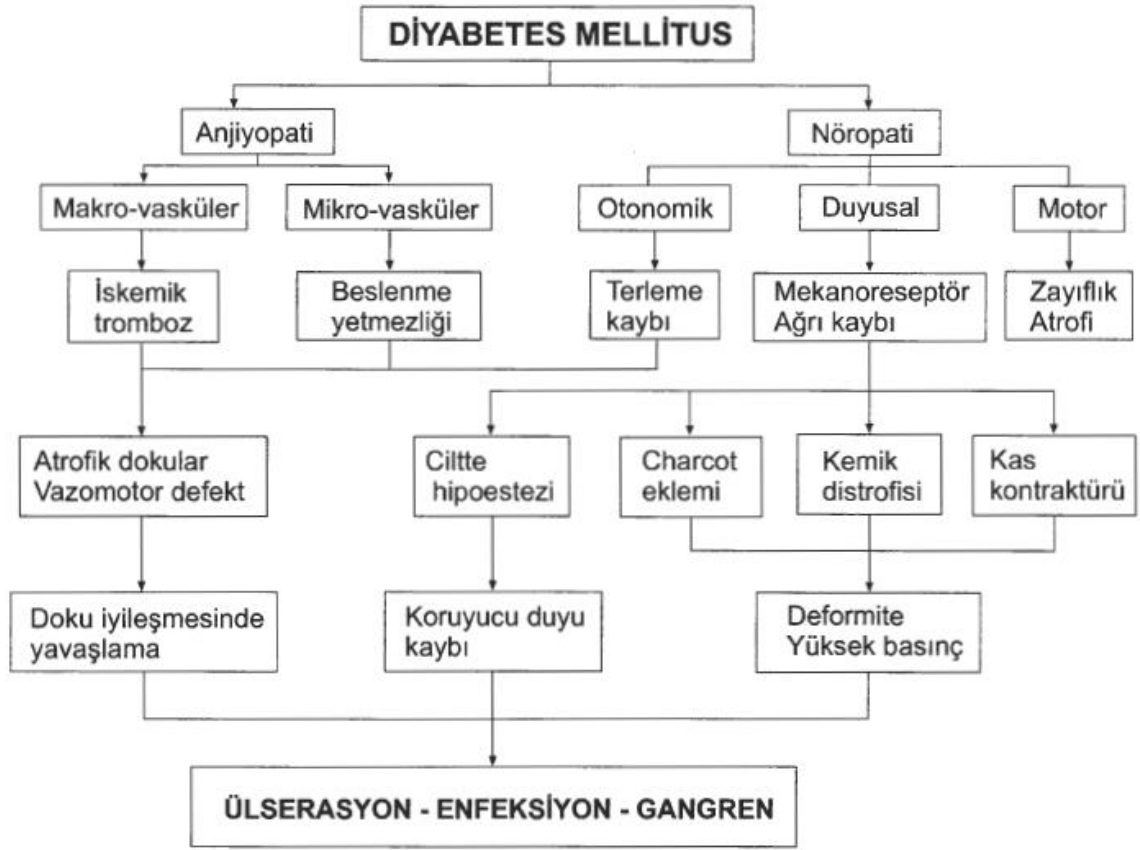 DİYABETES MELLİTUS
Anjiyopati
Nöropati
Makro-vasküler
Mikro-vasküler
Otonomik
Duyusal
Motor
İskemik
tromboz
Beslenme
yetmezliği
Terleme
kaybı
Mekanoreseptör
Ağrı kaybı
Zayıflık
Atrofi
Atrofik dokular
Vazomotor defekt
Ciltte
hipoestezi
Charcot
eklemi
Kemik
distrofisi
Kas
kontraktürü
Doku iyileşmesinde
yavaşlama
Koruyucu duyu
kaybı
Deformite
Yüksek basınç
ÜLSERASYON - ENFEKSİYON - GANGREN